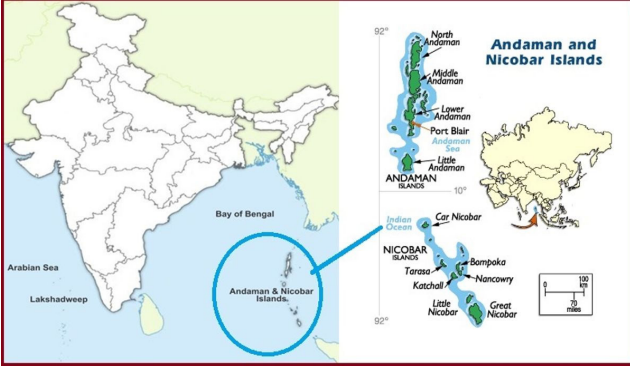 Bay of Bengal
Arabian Sea
Lakshadweep
Andaman & Nicobar
Islands
Andaman and
Nicobar Islands
92°
North
Andaman
Middle
Andaman
Lower
Andaman
Port Blair
Andaman
Sea
Little
Andaman
ANDAMAN
ISLANDS
10°
Indian
Ocean
Car Nicobar
NICOBAR
ISLANDS
Bompoka
Tarasa
Nancowry
Katchall
Little
Nicobar
Great
Nicobar
92°
0
100
km
70
miles